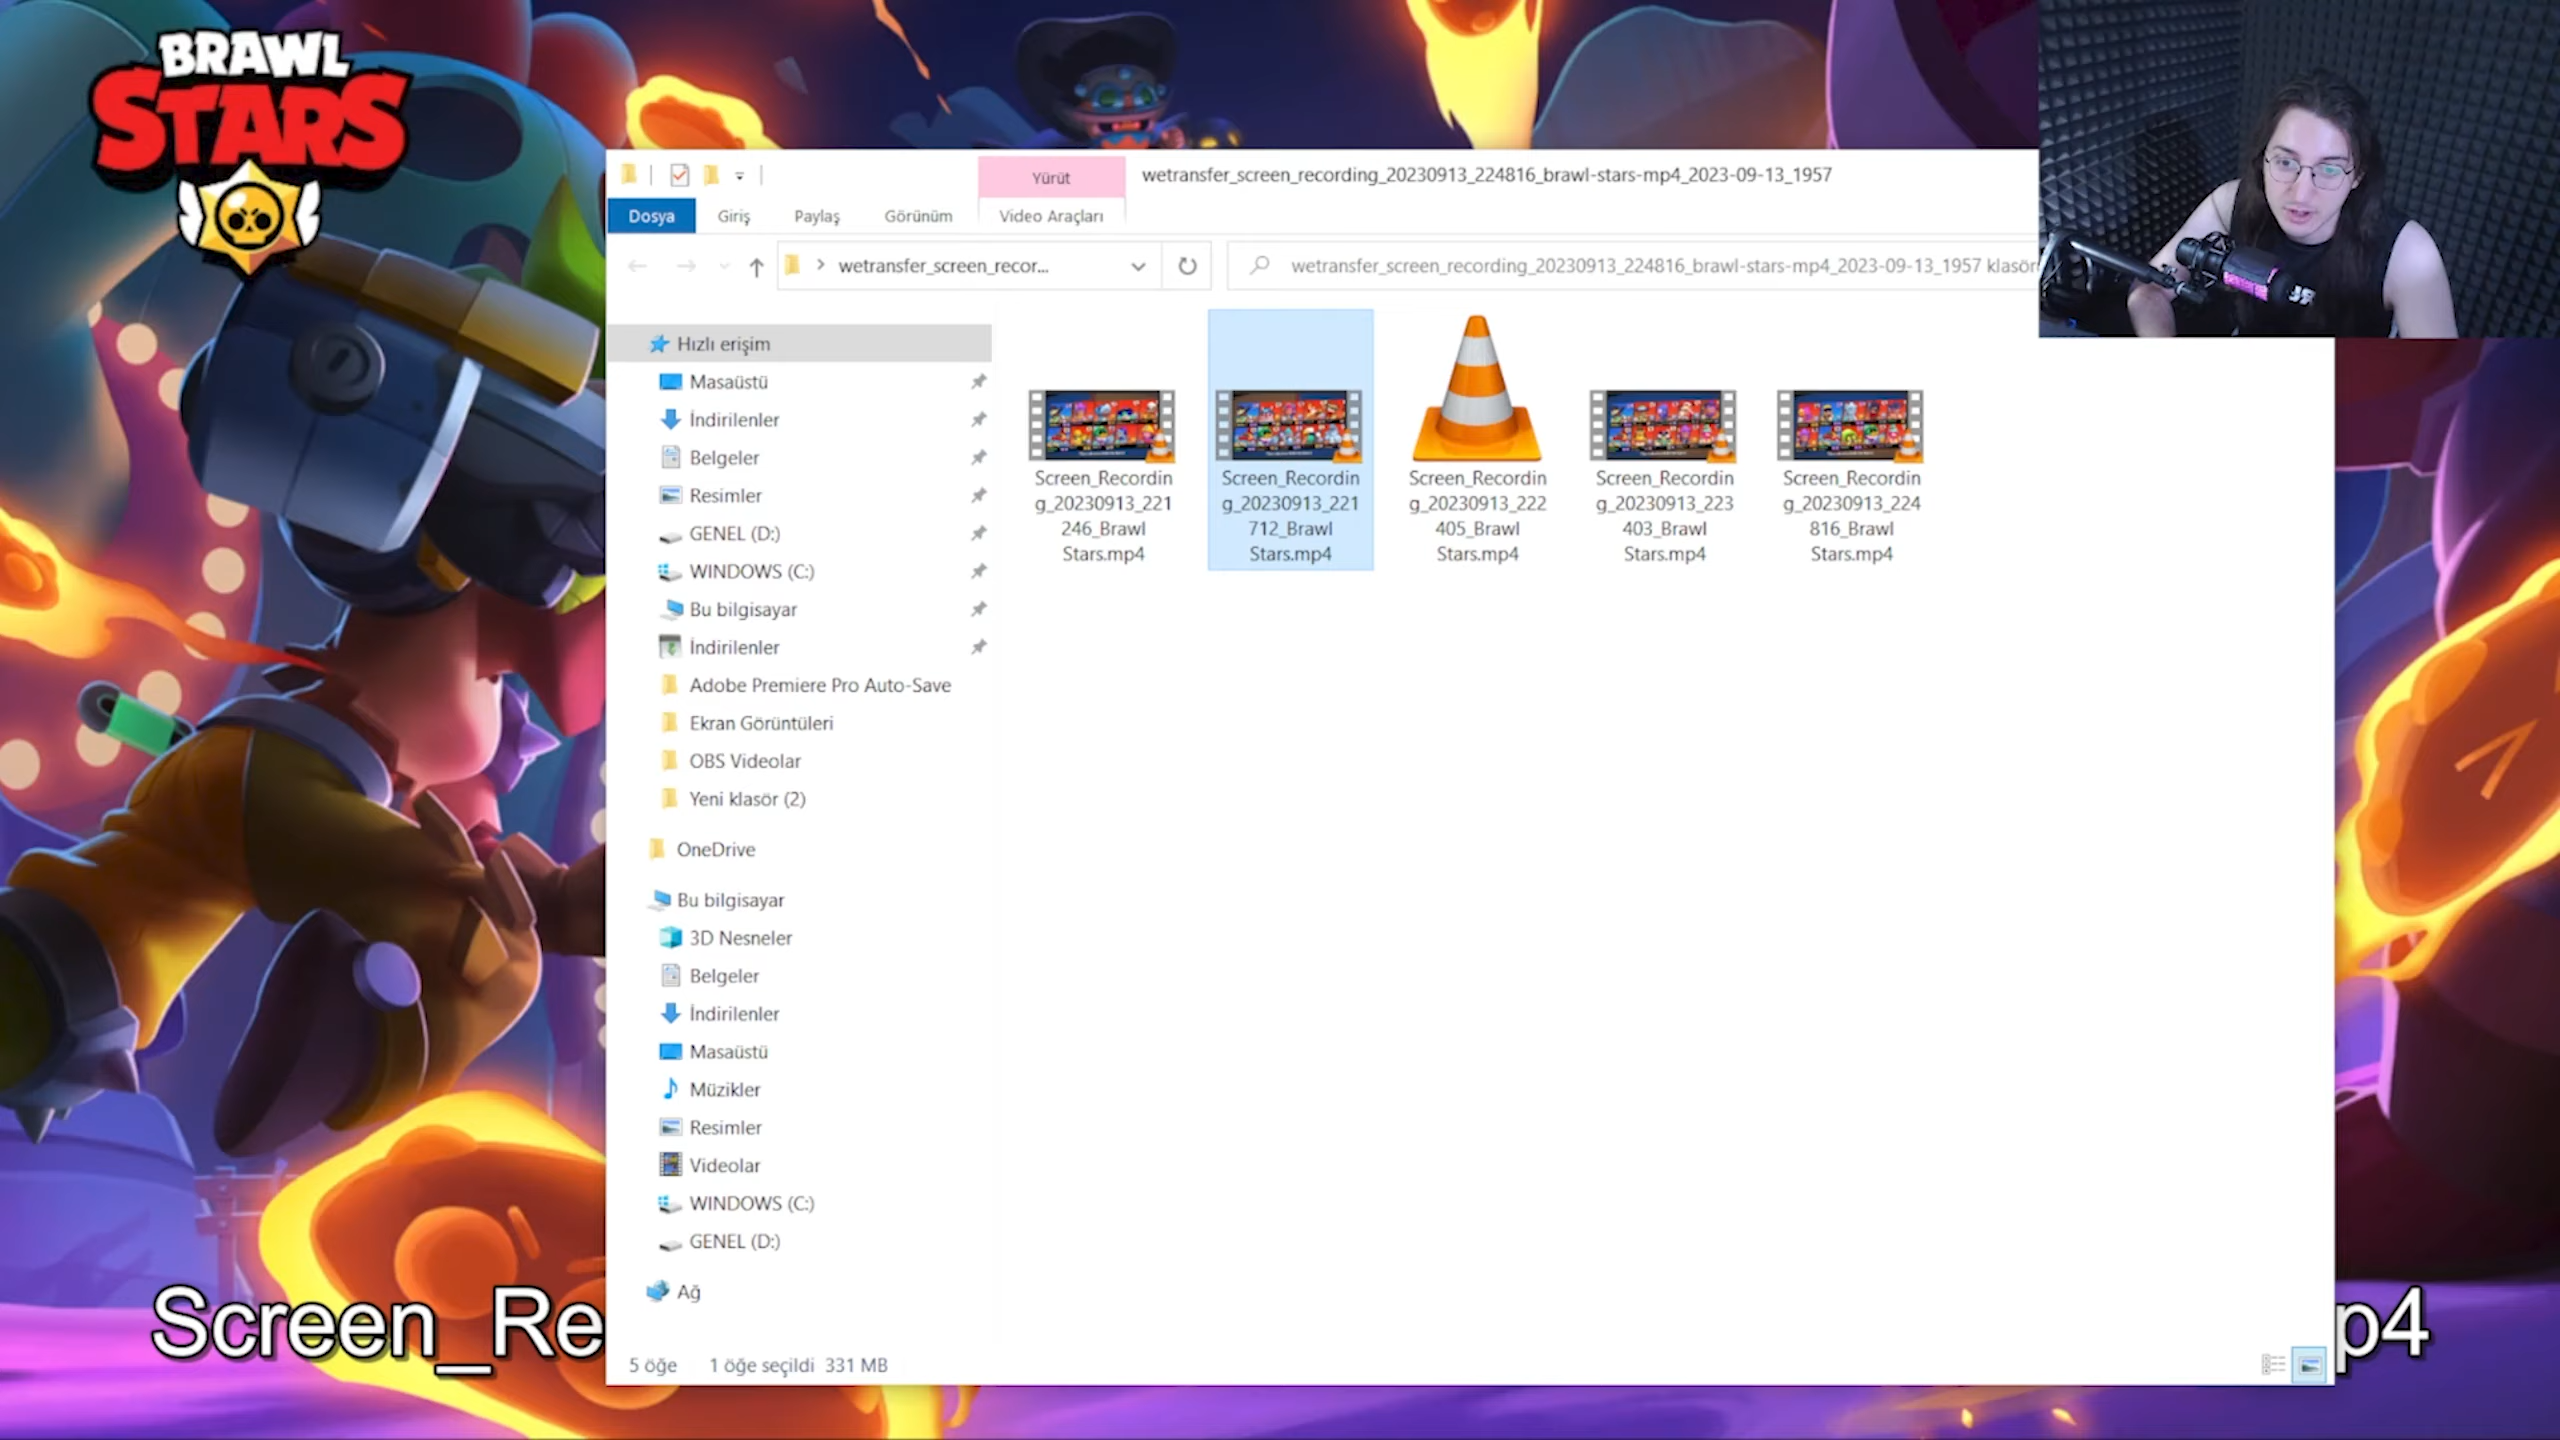 BRAWL
STARS
Yürüt
wetransfer_screen_recording_20230913_224816_brawl-stars-mp4_2023-09-13_1957
Dosya
Giriş
Paylaş
Görünüm
Video Araçları
wetransfer_screen_recor...
wetransfer_screen_recording_20230913_224816_brawl-stars-mp4_2023-09-13_1957 klasör
Hızlı erişim
Masaüstü
İndirilenler
Belgeler
Resimler
GENEL (D:)
WINDOWS (C:)
Bu bilgisayar
İndirilenler
Adobe Premiere Pro Auto-Save
Ekran Görüntüleri
OBS Videolar
Yeni klasör (2)
OneDrive
Bu bilgisayar
3D Nesneler
Belgeler
İndirilenler
Masaüstü
Müzikler
Resimler
Videolar
WINDOWS (C:)
GENEL (D:)
Ağ
Screen_Recordin
g_20230913_221
246_Brawl
Stars.mp4
Screen_Recordin
g_20230913_221
712_Brawl
Stars.mp4
Screen_Recordin
g_20230913_222
405_Brawl
Stars.mp4
Screen_Recordin
g_20230913_223
403_Brawl
Stars.mp4
Screen_Recordin
g_20230913_224
816_Brawl
Stars.mp4
Screen_Re
p4
5 öğe
1 öğe seçildi 331 MB